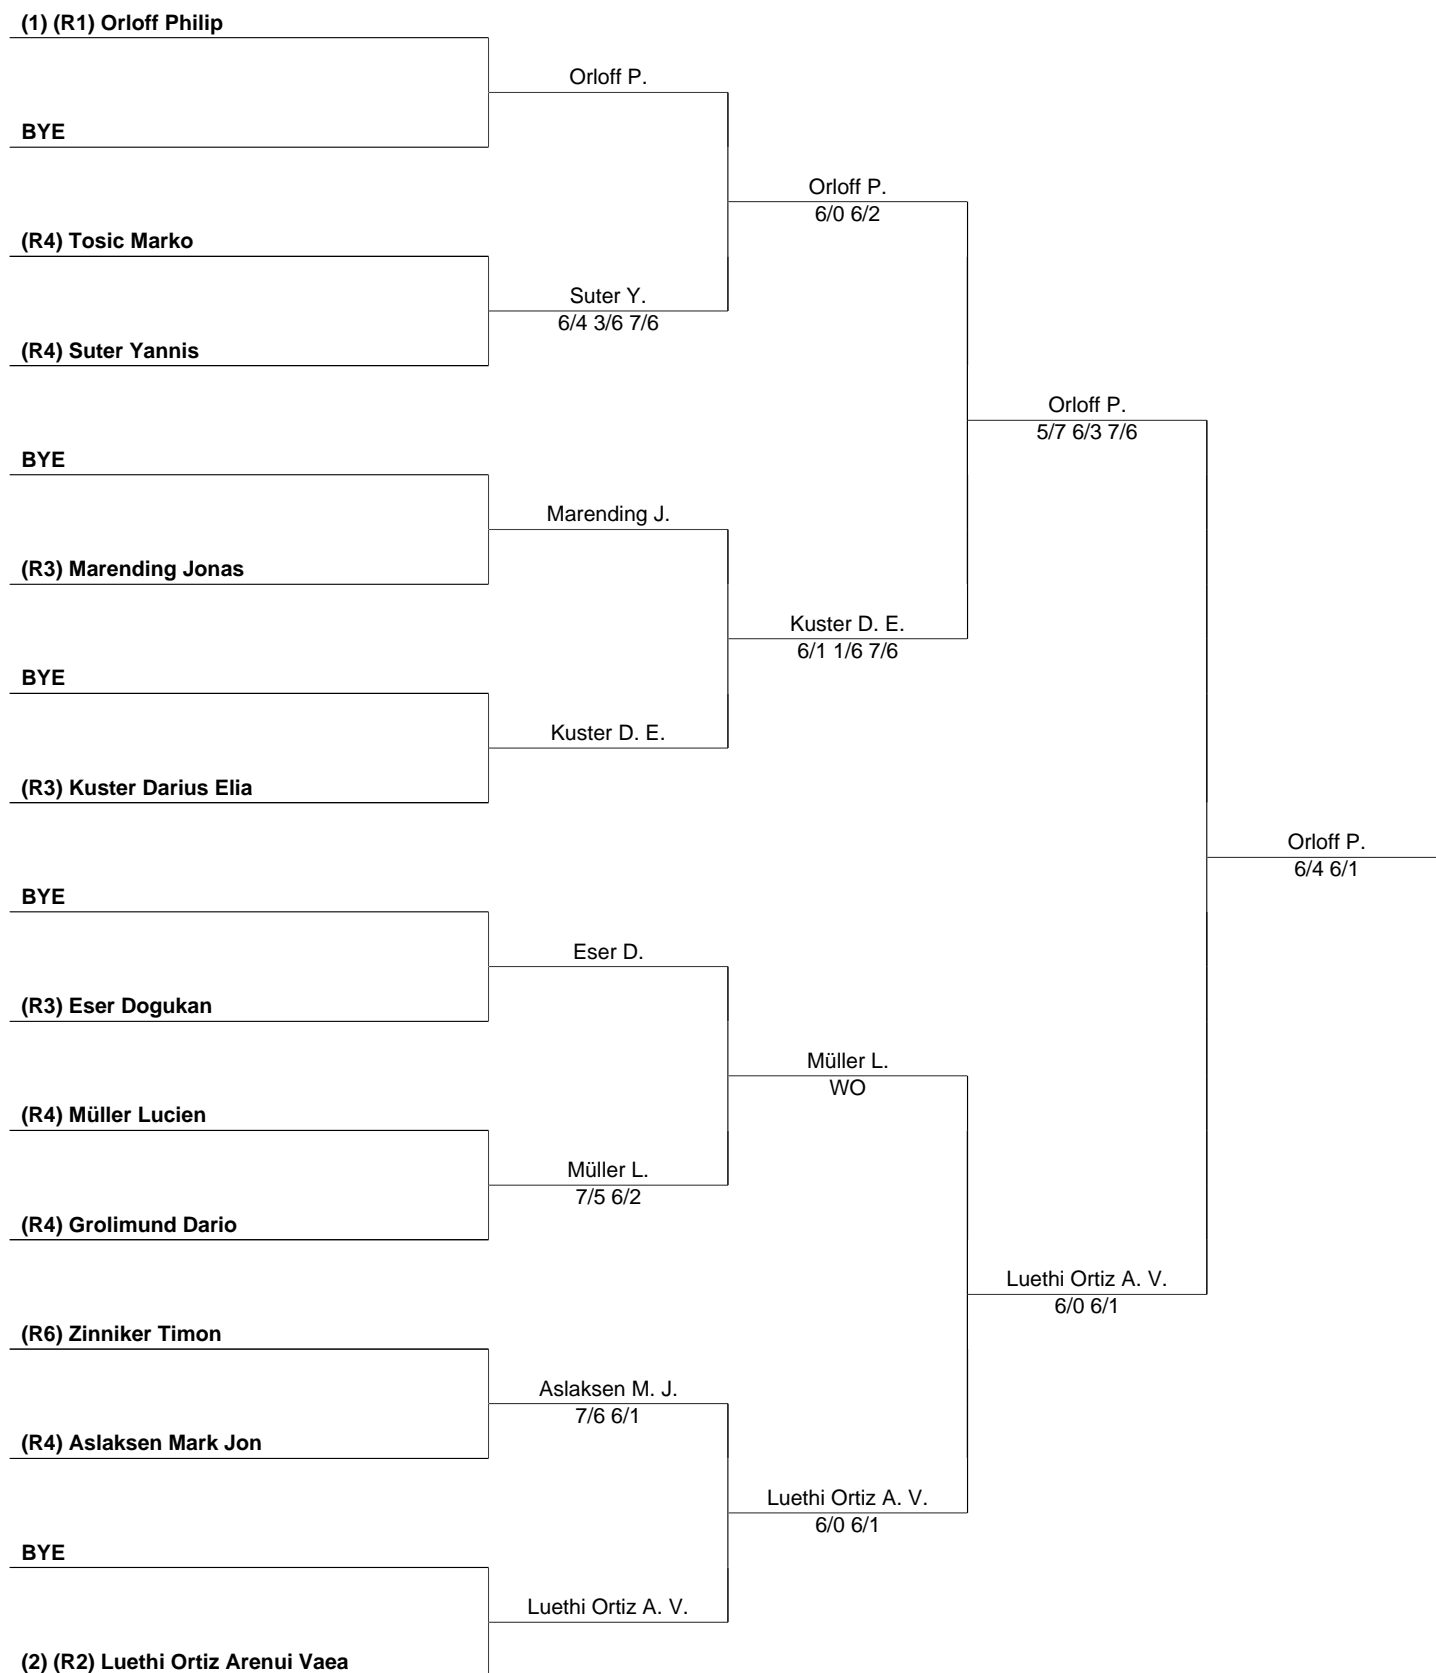 (1) (R1) Orloff Philip
Orloff P.
BYE
Orloff P.
6/0 6/2
(R4) Tosic Marko
Suter Y.
6/4 3/6 7/6
(R4) Suter Yannis
Orloff P.
5/7 6/3 7/6
BYE
Marending J.
(R3) Marending Jonas
Kuster D. E.
6/1 1/6 7/6
BYE
Kuster D. E.
(R3) Kuster Darius Elia
Orloff P.
6/4 6/1
BYE
Eser D.
(R3) Eser Dogukan
Müller L.
WO
(R4) Müller Lucien
Müller L.
7/5 6/2
(R4) Grolimund Dario
Luethi Ortiz A. V.
6/0 6/1
(R6) Zinniker Timon
Aslaksen M. J.
7/6 6/1
(R4) Aslaksen Mark Jon
Luethi Ortiz A. V.
6/0 6/1
BYE
Luethi Ortiz A. V.
(2) (R2) Luethi Ortiz Arenui Vaea